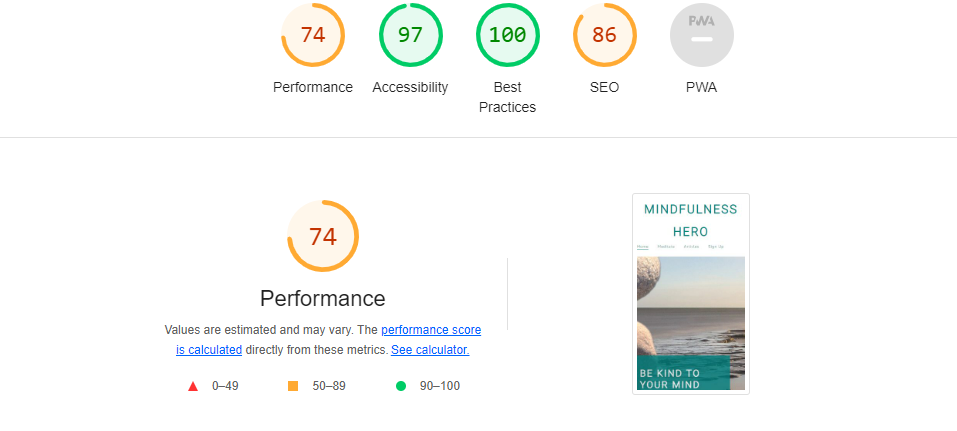 74
97
100
86
PWA
Performance
Accessibility
Best
Practices
SEO
PWA
74
Performance
Values are estimated and may vary. The performance score
is calculated directly from these metrics. See calculator.
0–49
50–89
90–100
MINDFULNESS
HERO
Home Meditate Articles Sign Up
BE KIND TO
YOUR MIND